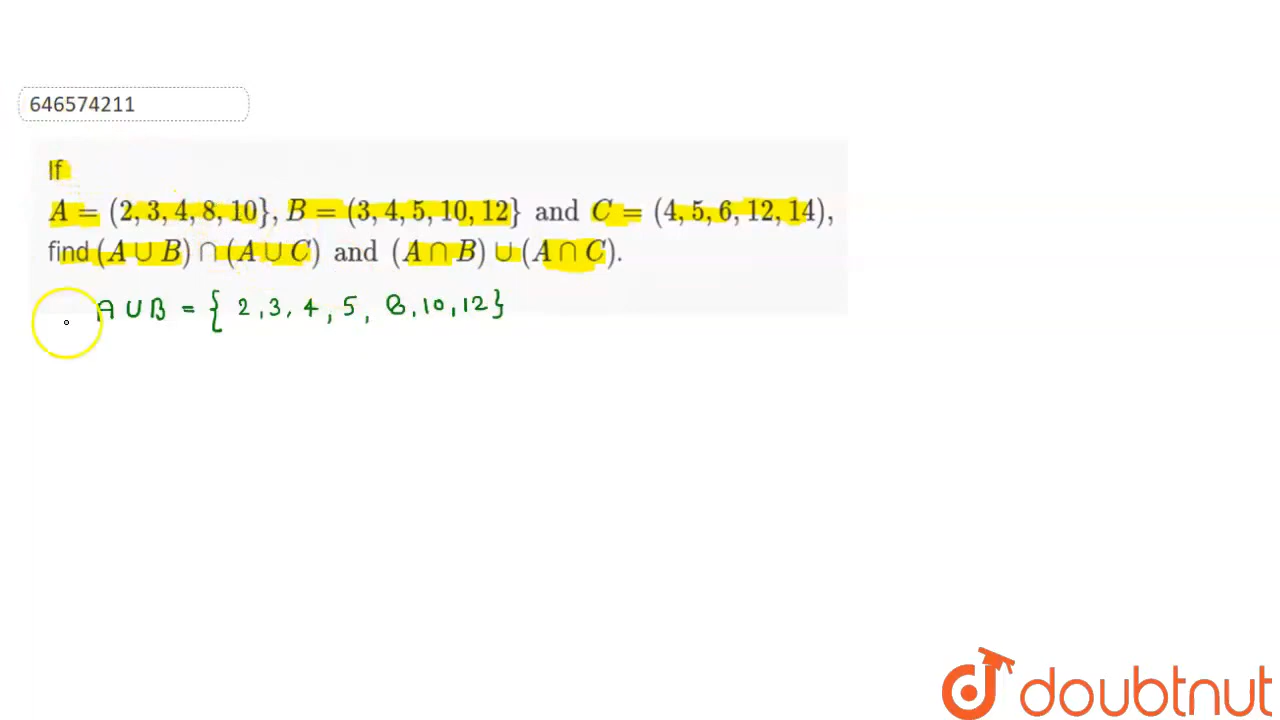 646574211
If
A = (2, 3, 4, 8, 10}, B = (3, 4, 5, 10, 12} and C = (4, 5, 6, 12, 14),
find (A ∪ B) ∩ (A ∪ C) and (A ∩ B) ∪ (A ∩ C).
A ∪ B = { 2, 3, 4, 5, 8, 10, 12}
doubtnut